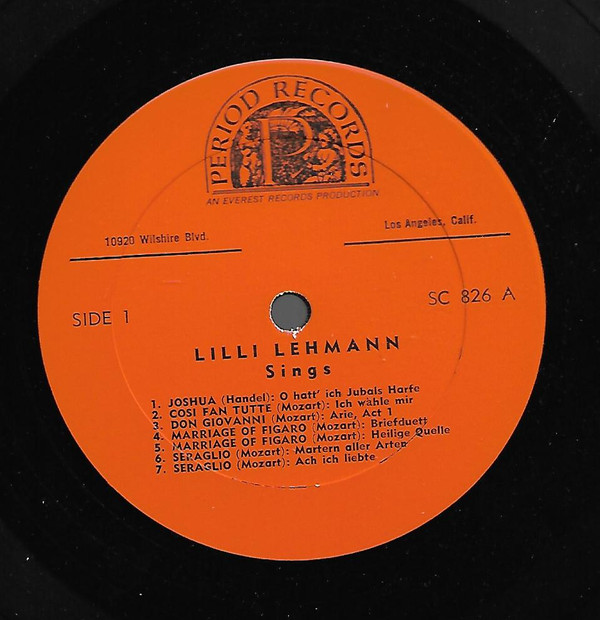 PERIOD RECORDS
P
AN EVEREST RECORDS PRODUCTION
10920 Wilshire Blvd.
Los Angeles, Calif.
SIDE 1
SC 826 A
LILLI LEHMANN
Sings
1. JOSHUA (Handel): O hatt' ich Jubals Harfe
2. COSI FAN TUTTE (Mozart): Ich wähle mir
3. DON GIOVANNI (Mozart): Arie, Act 1
4. MARRIAGE OF FIGARO (Mozart): Briefduett
5. MARRIAGE OF FIGARO (Mozart): Heilige Quelle
6. SERAGLIO (Mozart): Martern aller Arten
7. SERAGLIO (Mozart): Ach ich liebte